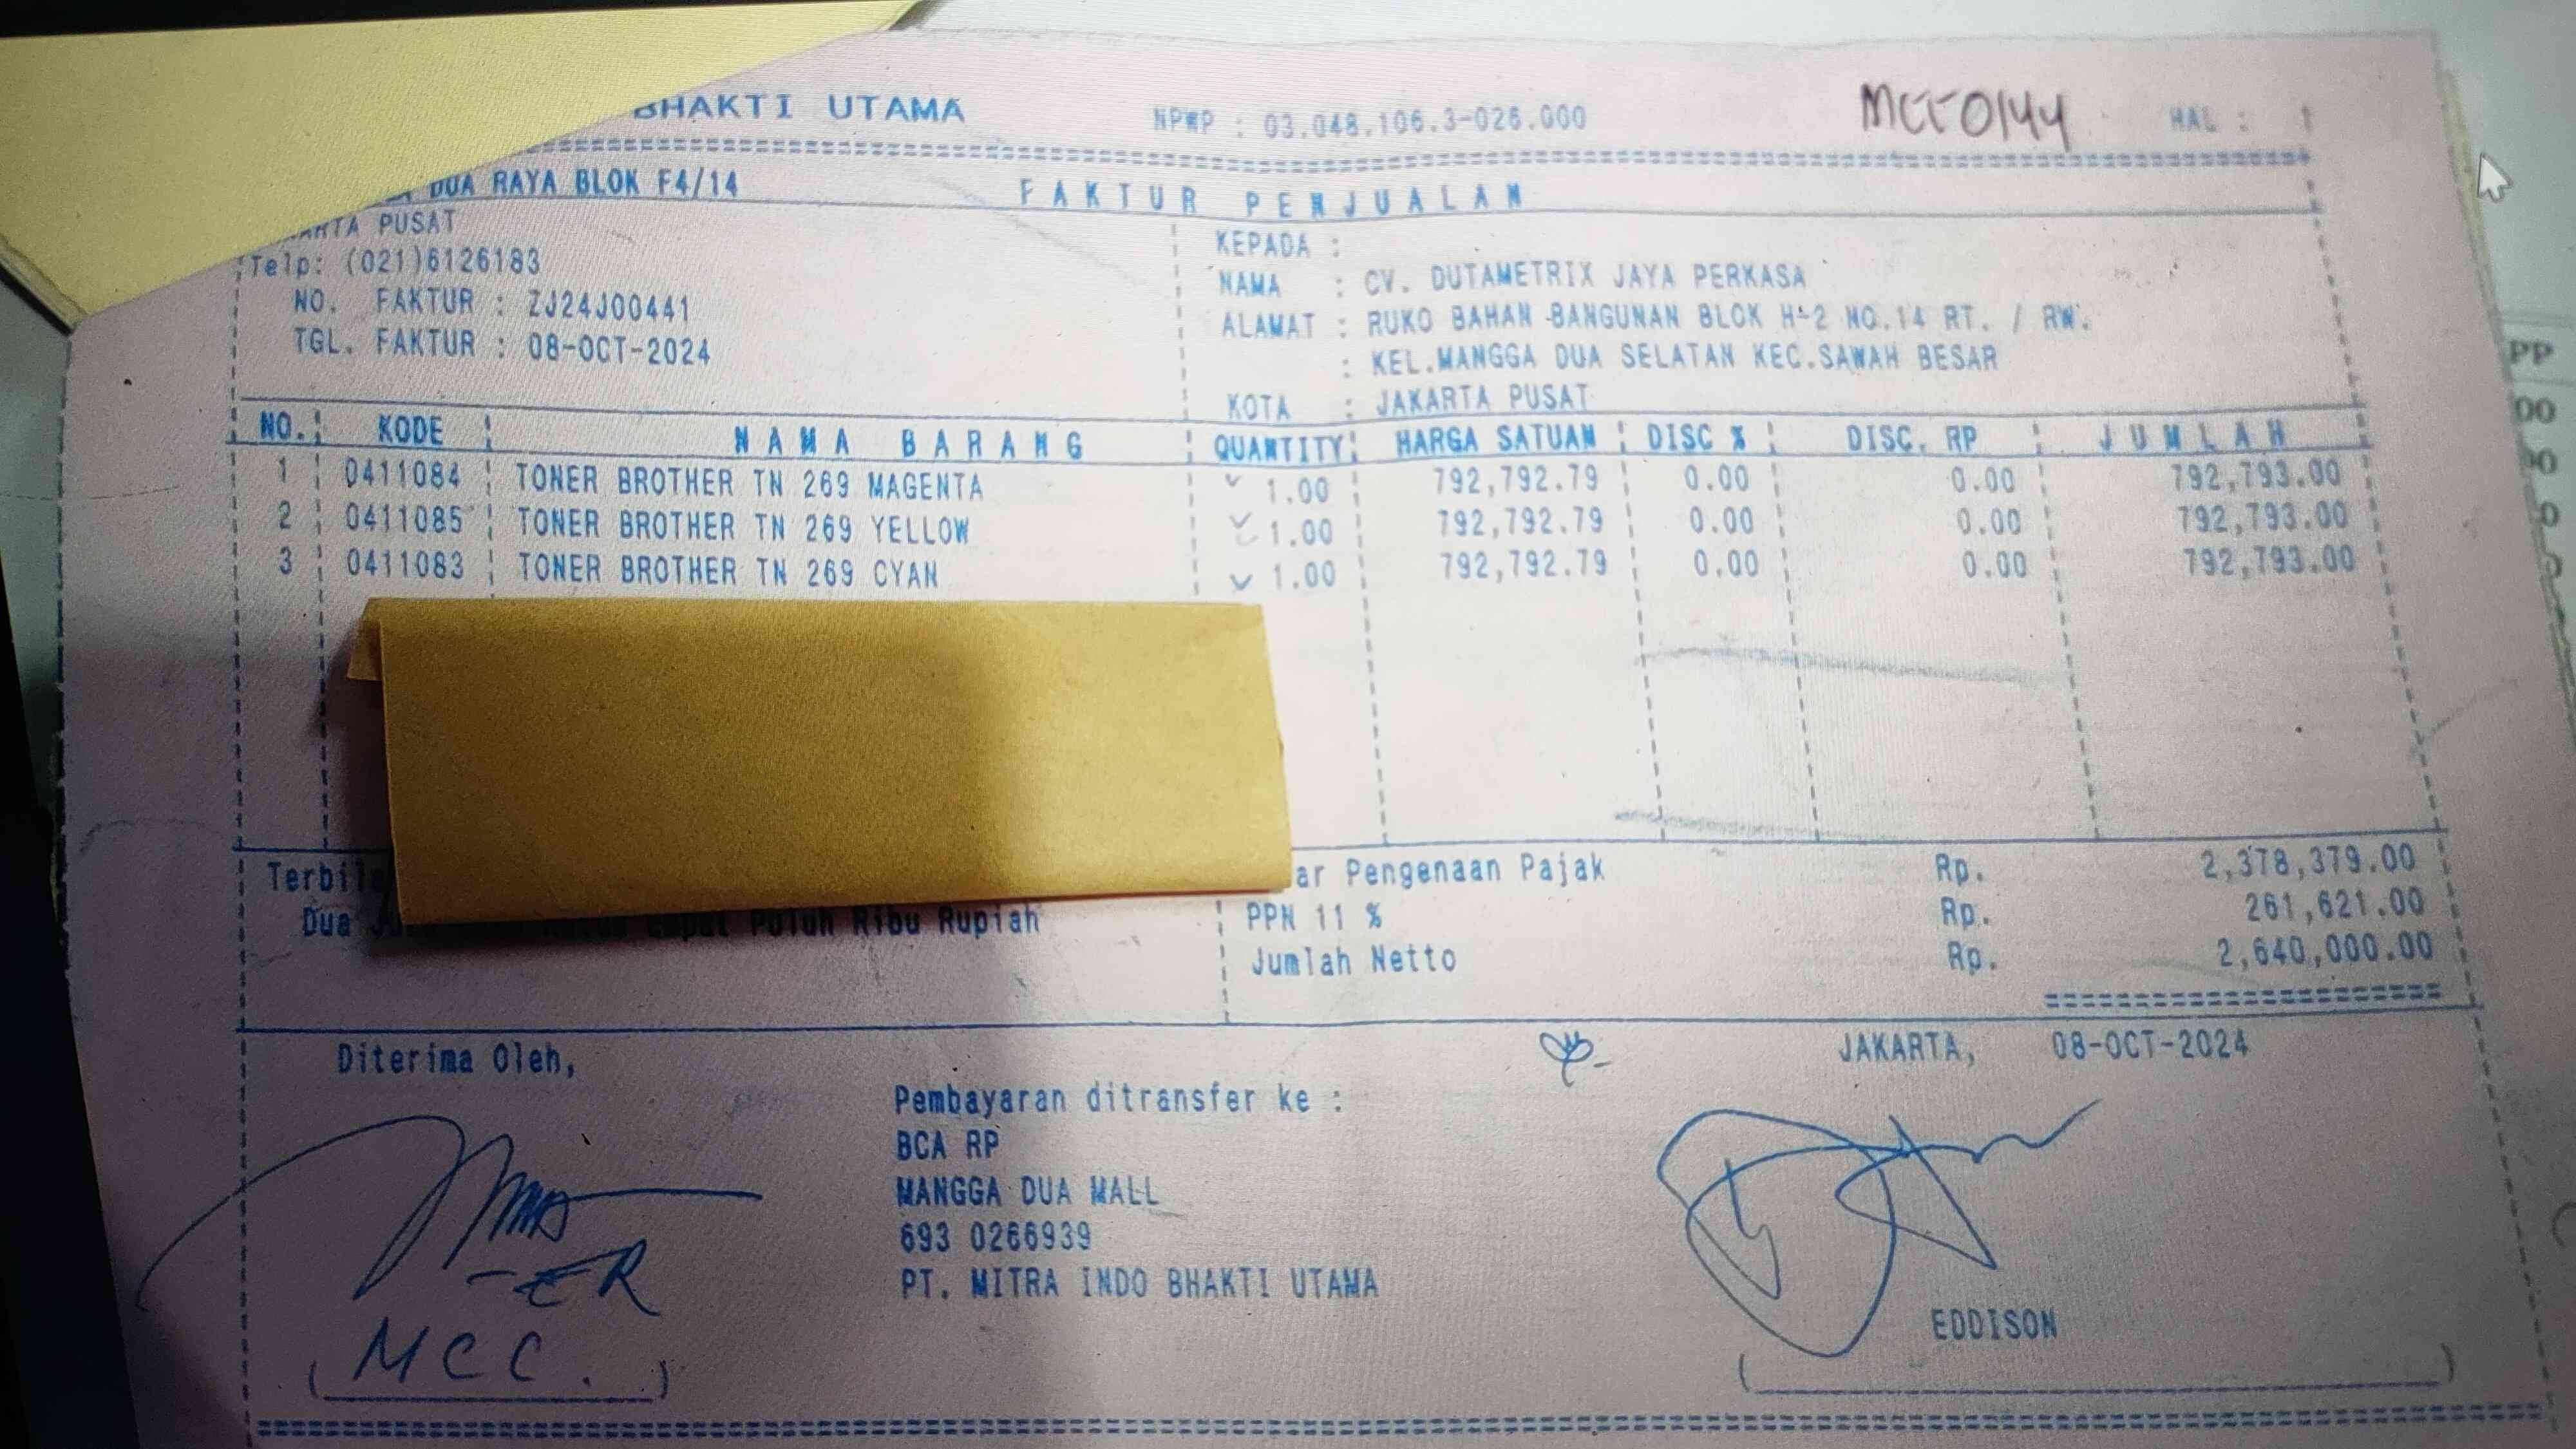 BHAKTI UTAMA NPWP : 03.048.106.3-026.000 MCC0144 HAL : 1
DUA RAYA BLOK F4/14 FAKTUR PENJUALAN
PUSAT
Telp: (021)6126183
NO. FAKTUR : ZJ24J00441
TGL. FAKTUR : 08-OCT-2024
KEPADA :
NAMA : CV. DUTAMETRIX JAYA PERKASA
ALAMAT : RUKO BAHAN BANGUNAN BLOK H-2 NO.14 RT. / RW.
: KEL.MANGGA DUA SELATAN KEC.SAWAH BESAR
KOTA : JAKARTA PUSAT
NO. KODE NAMA BARANG QUANTITY HARGA SATUAN DISC % DISC. RP JUMLAH
1 0411084 TONER BROTHER TN 269 MAGENTA 1.00 792,792.79 0.00 0.00 792,793.00
2 0411085 TONER BROTHER TN 269 YELLOW 1.00 792,792.79 0.00 0.00 792,793.00
3 0411083 TONER BROTHER TN 269 CYAN 1.00 792,792.79 0.00 0.00 792,793.00
Pengenaan Pajak Rp. 2,378,379.00
PPN 11 % Rp. 261,621.00
Jumlah Netto Rp. 2,640,000.00
Dua Puluh Ribu Rupiah
Diterima Oleh,
MCC.
Pembayaran ditransfer ke :
BCA RP
MANGGA DUA MALL
693 0266939
PT. MITRA INDO BHAKTI UTAMA
JAKARTA, 08-OCT-2024
EDDISON
PP
00